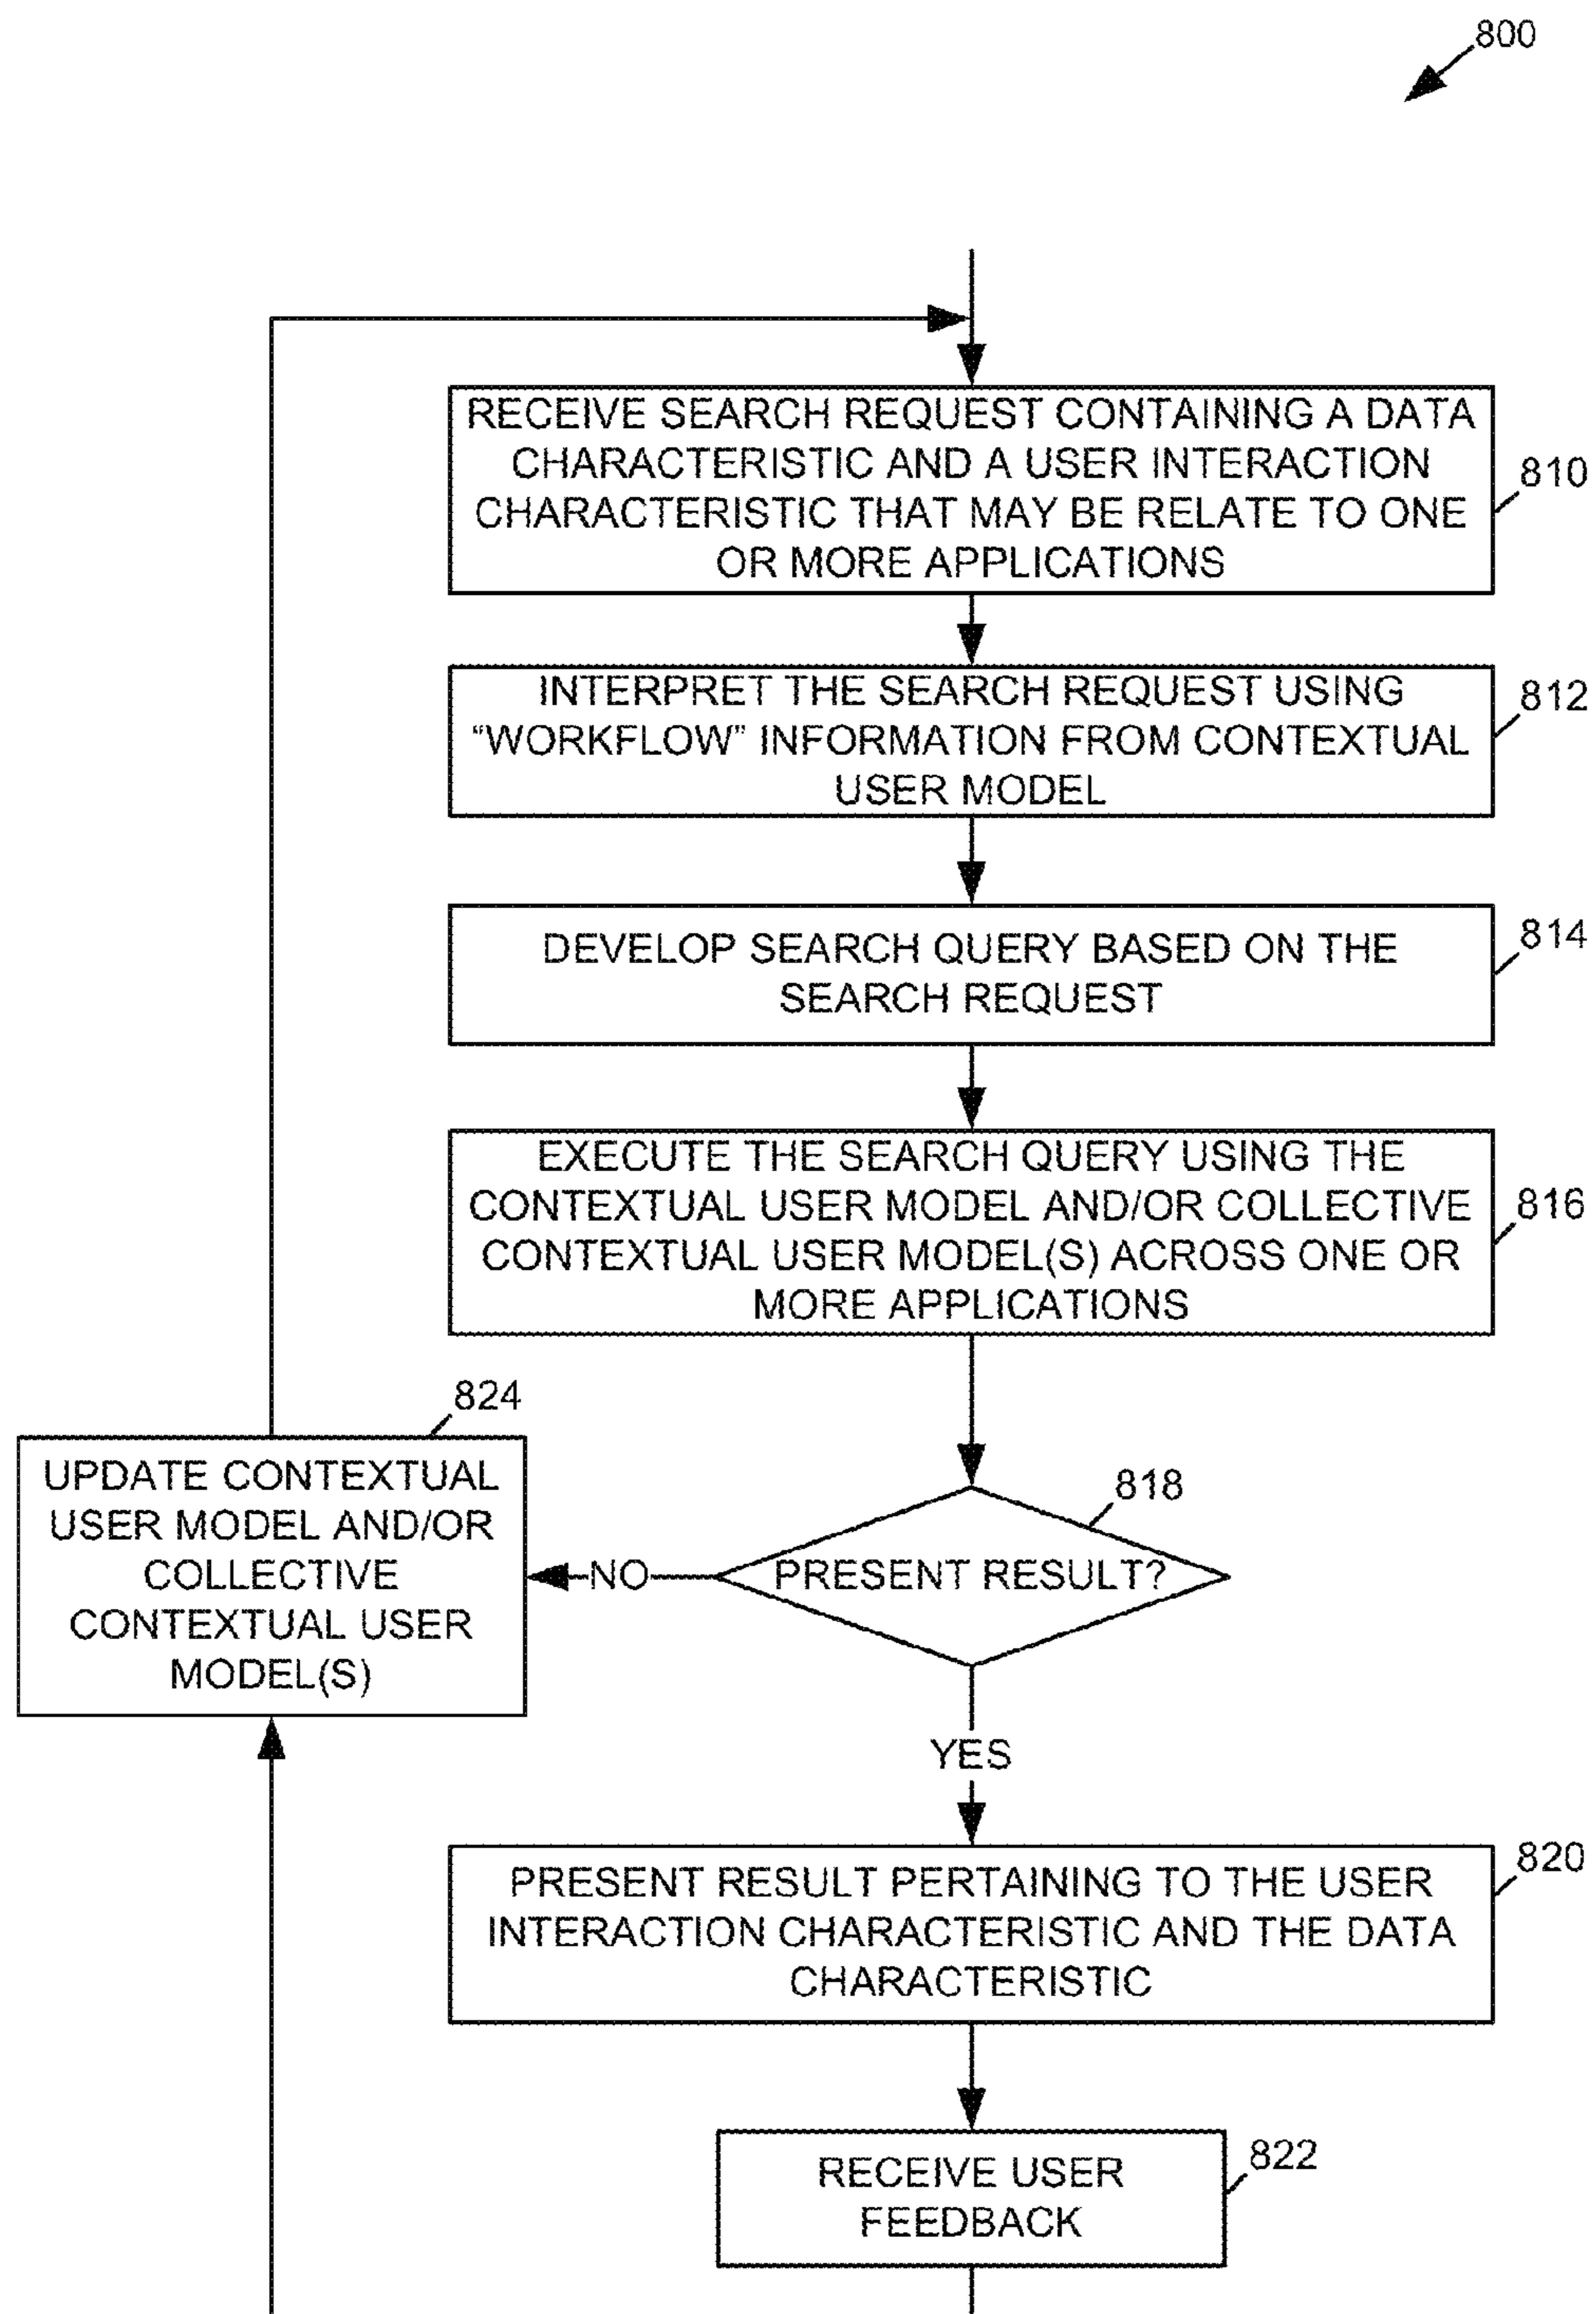 800
RECEIVE SEARCH REQUEST CONTAINING A DATA
CHARACTERISTIC AND A USER INTERACTION
CHARACTERISTIC THAT MAY BE RELATE TO ONE
OR MORE APPLICATIONS
810
INTERPRET THE SEARCH REQUEST USING
“WORKFLOW” INFORMATION FROM CONTEXTUAL
USER MODEL
812
DEVELOP SEARCH QUERY BASED ON THE
SEARCH REQUEST
814
EXECUTE THE SEARCH QUERY USING THE
CONTEXTUAL USER MODEL AND/OR COLLECTIVE
CONTEXTUAL USER MODEL(S) ACROSS ONE OR
MORE APPLICATIONS
816
824
UPDATE CONTEXTUAL
USER MODEL AND/OR
COLLECTIVE
CONTEXTUAL USER
MODEL(S)
818
NO
PRESENT RESULT?
YES
PRESENT RESULT PERTAINING TO THE USER
INTERACTION CHARACTERISTIC AND THE DATA
CHARACTERISTIC
820
RECEIVE USER
FEEDBACK
822